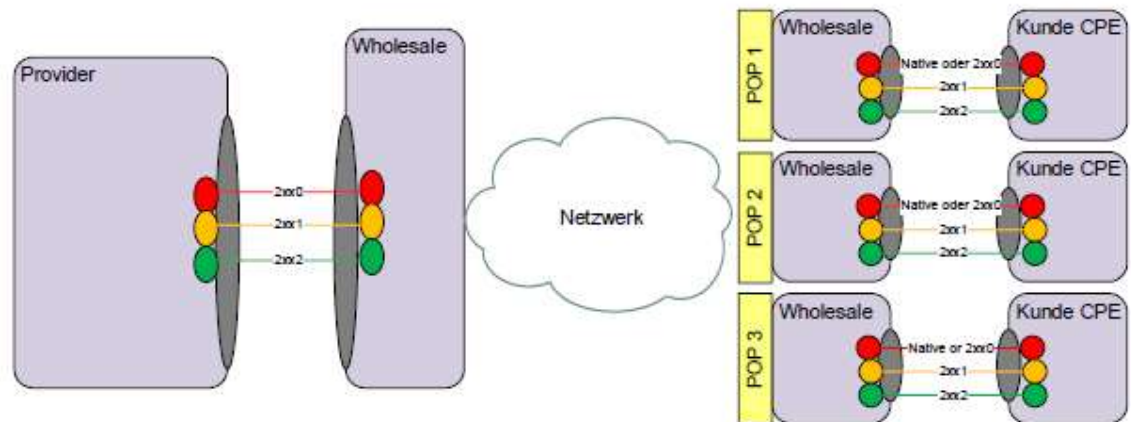 Provider
2xx0
2xx1
2xx2
Wholesale
Netzwerk
POP 1
Wholesale
Kunde CPE
Native oder 2xx0
2xx1
2xx2
POP 2
Wholesale
Kunde CPE
Native oder 2xx0
2xx1
2xx2
POP 3
Wholesale
Kunde CPE
Native or 2xx0
2xx1
2xx2